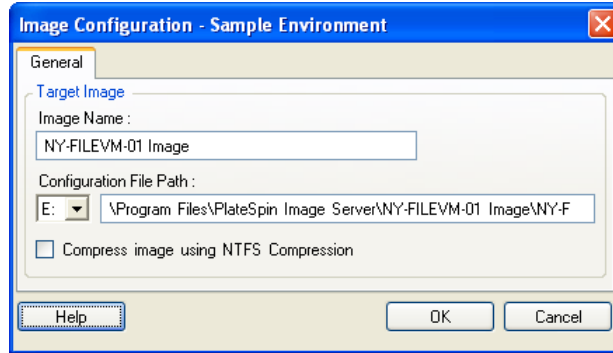 Image Configuration - Sample Environment
General
Target Image
Image Name :
NY-FILEVM-01 Image
Configuration File Path :
E: \Program Files\PlateSpin Image Server\NY-FILEVM-01 Image\NY-F
Compress image using NTFS Compression
Help OK Cancel